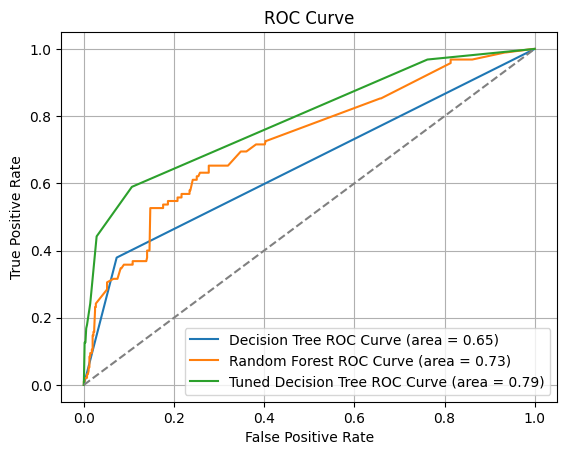 ROC Curve
True Positive Rate
1.0
0.8
0.6
0.4
0.2
0.0
Decision Tree ROC Curve (area = 0.65)
Random Forest ROC Curve (area = 0.73)
Tuned Decision Tree ROC Curve (area = 0.79)
0.0 0.2 0.4 0.6 0.8 1.0
False Positive Rate